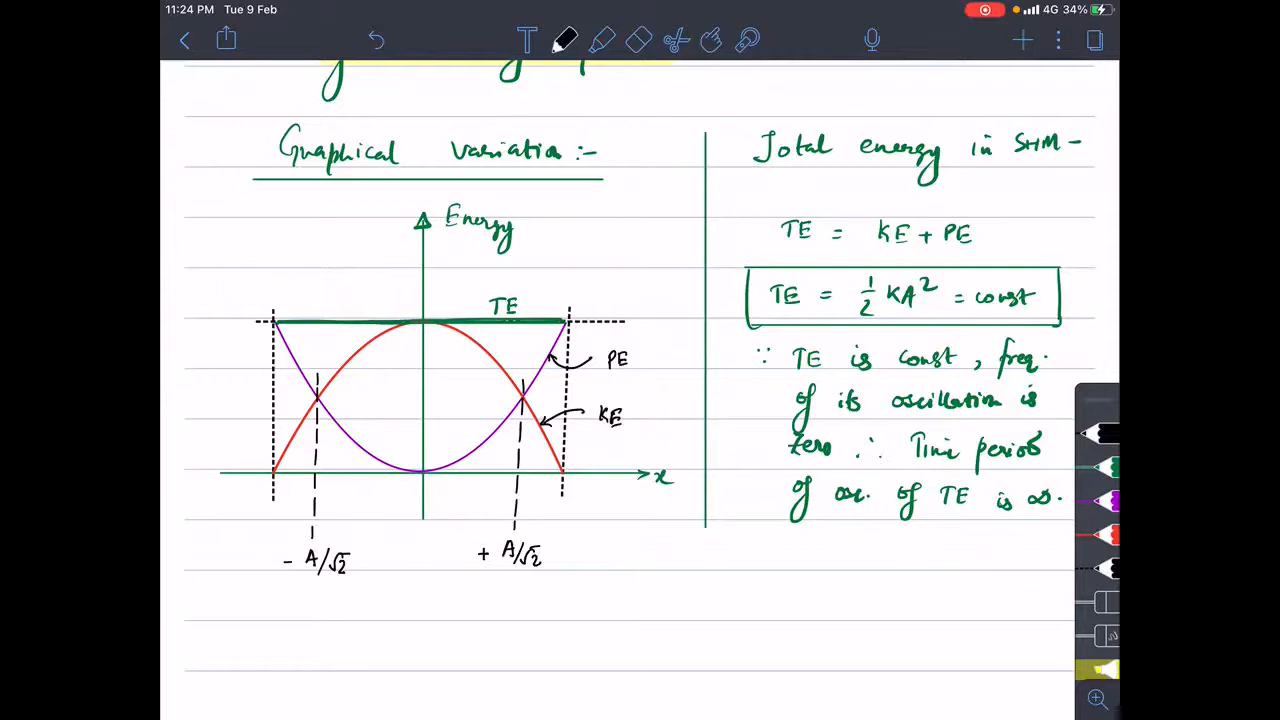 11:24 PM Tue 9 Feb
4G 34%
Graphical variation :-
Energy
TE
PE
KE
x
- A/√2
+ A/√2
Total energy in SHM -
TE = KE + PE
TE = 1/2 KA² = const
∵ TE is const, freq.
of its oscillation is
zero ∴ Time period
of osc. of TE is ∞.